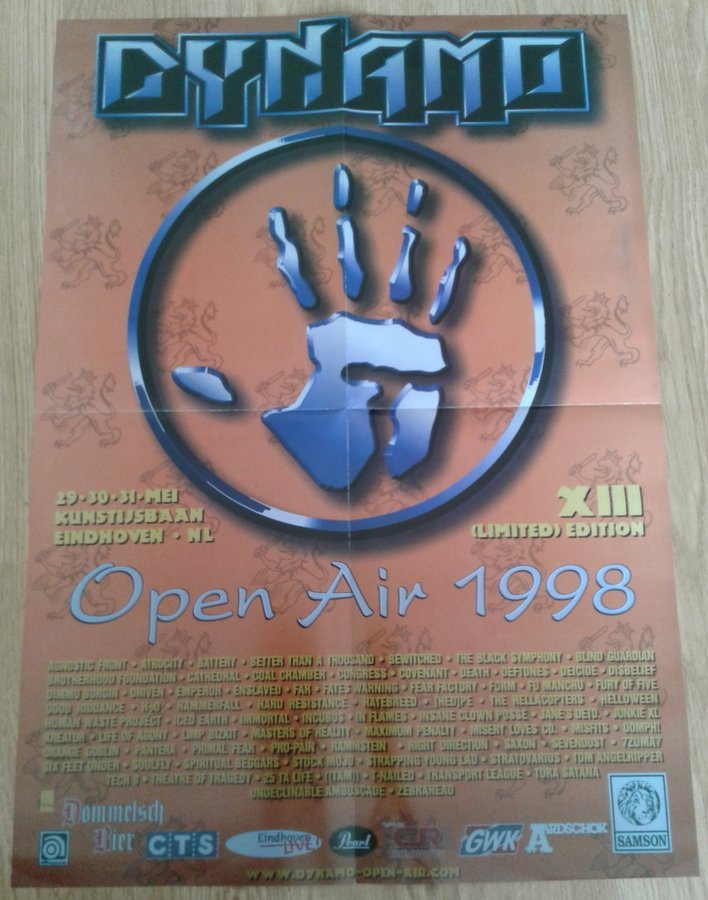 DYNAMO
29·30·31·MEI
KUNSTIJSBAAN
EINDHOVEN · NL
XIII
(LIMITED) EDITION
Open Air 1998
AGNOSTIC FRONT · ATROCITY · BATTERY · BETTER THAN A THOUSAND · BEWITCHED · THE BLACK SYMPHONY · BLIND GUARDIAN
BROTHERHOOD FOUNDATION · CATHEDRAL · COAL CHAMBER · CONGRESS · COVENANT · DEATH · DEFTONES · DEICIDE · DISBELIEF
DIMMU BORGIR · DRIVEN · EMPEROR · ENSLAVED · FAR · FATES WARNING · FEAR FACTORY · FORM · FU MANCHU · FURY OF FIVE
GOOD RIDDANCE · H2O · HAMMERFALL · HARD RESISTANCE · HATEBREED · (HED)PE · THE HELLACOPTERS · HELLOWEEN
HUMAN WASTE PROJECT · ICED EARTH · IMMORTAL · INCUBUS · IN FLAMES · INSANE CLOWN POSSE · JANE'S DETD. · JUNKIE XL
KREATOR · LIFE OF AGONY · LIMP BIZKIT · MASTERS OF REALITY · MAXIMUM PENALTY · MISERY LOVES CO. · MISFITS · OOMPH!
ORANGE GOBLIN · PANTERA · PRIMAL FEAR · PRO-PAIN · RAMMSTEIN · RIGHT DIRECTION · SAXON · SEVENDUST ·
SIX FEET UNDER · SOULFLY · SPIRITUAL BEGGARS · STUCK MOJO · STRAPPING YOUNG LAD · STRATOVARIUS · TOM ANGELRIPPER
TECH 9 · THEATRE OF TRAGEDY · 25 TA LIFE · (TAMI) · T-NAILED · TRANSPORT LEAGUE · TURA SATANA
UNDECLINABLE AMBUSCADE · ZEBRAHEAD
Dommelsch
Bier
CTS
Eindhoven
LIVE!
Pearl
GWK
AARDSCHOK
SAMSON
WWW.DYNAMO-OPEN-AIR.COM